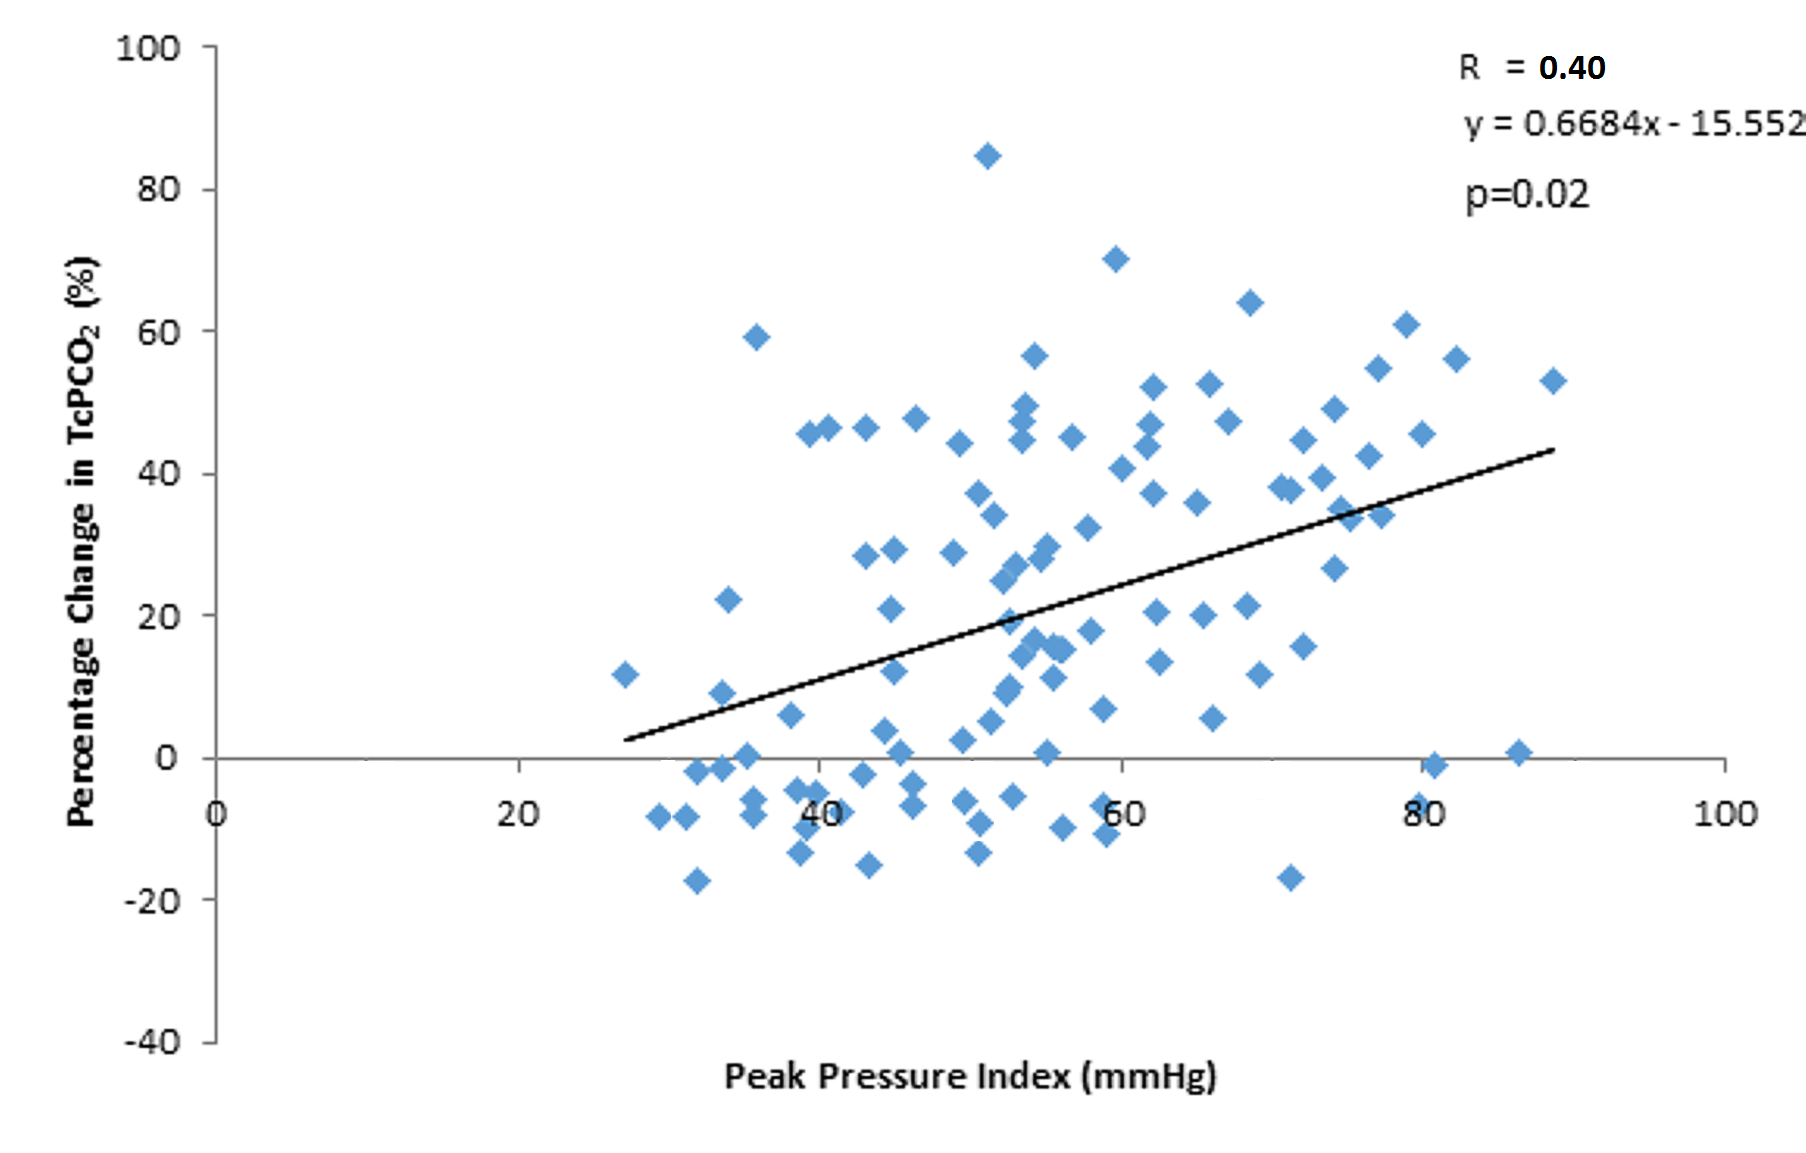 100
80
60
40
20
0
-20
-40
0 20 40 60 80 100
Percentage Change in TcPCO₂ (%)
Peak Pressure Index (mmHg)
R = 0.40
y = 0.6684x - 15.552
p=0.02